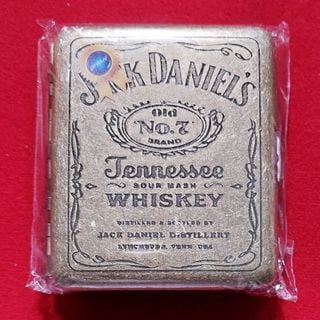 JACK DANIEL'S
Old
No. 7
BRAND
Tennessee
SOUR MASH
WHISKEY
DISTILLED & BOTTLED BY
JACK DANIEL DISTILLERY
LYNCHBURG, TENN. USA